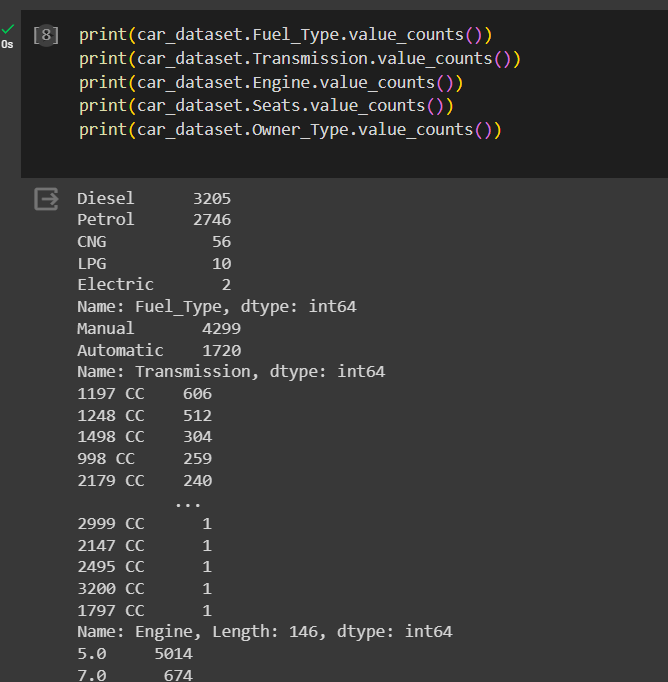 [8] print(car_dataset.Fuel_Type.value_counts())
print(car_dataset.Transmission.value_counts())
print(car_dataset.Engine.value_counts())
print(car_dataset.Seats.value_counts())
print(car_dataset.Owner_Type.value_counts())
0s
Diesel 3205
Petrol 2746
CNG 56
LPG 10
Electric 2
Name: Fuel_Type, dtype: int64
Manual 4299
Automatic 1720
Name: Transmission, dtype: int64
1197 CC 606
1248 CC 512
1498 CC 304
998 CC 259
2179 CC 240
...
2999 CC 1
2147 CC 1
2495 CC 1
3200 CC 1
1797 CC 1
Name: Engine, Length: 146, dtype: int64
5.0 5014
7.0 674